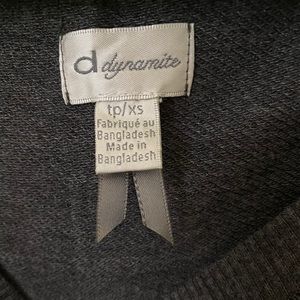 d dynamite
tp/xs
Fabriqué au
Bangladesh
Made in
Bangladesh